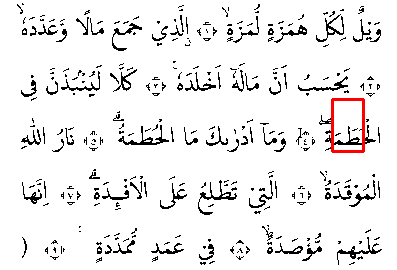 وَيْلٌ لِّكُلِّ هُمَزَةٍ لُّمَزَةٍۙ ﴿١﴾ ࣙالَّذِيْ جَمَعَ مَالًا وَّعَدَّدَهٗۙ
﴿٢﴾ يَحْسَبُ اَنَّ مَالَهٗٓ اَخْلَدَهٗۚ ﴿٣﴾ كَلَّا لَيُنْۢبَذَنَّ فِى
الْحُطَمَةِۖ ﴿٤﴾ وَمَآ اَدْرٰىكَ مَا الْحُطَمَةُۗ ﴿٥﴾ نَارُ اللّٰهِ
الْمُوْقَدَةُۙ ﴿٦﴾ الَّتِيْ تَطَّلِعُ عَلَى الْاَفْـِٕدَةِۗ ﴿٧﴾ اِنَّهَا
عَلَيْهِمْ مُّؤْصَدَةٌۙ ﴿٨﴾ فِيْ عَمَدٍ مُّمَدَّدَةٍ ﴿٩﴾ (